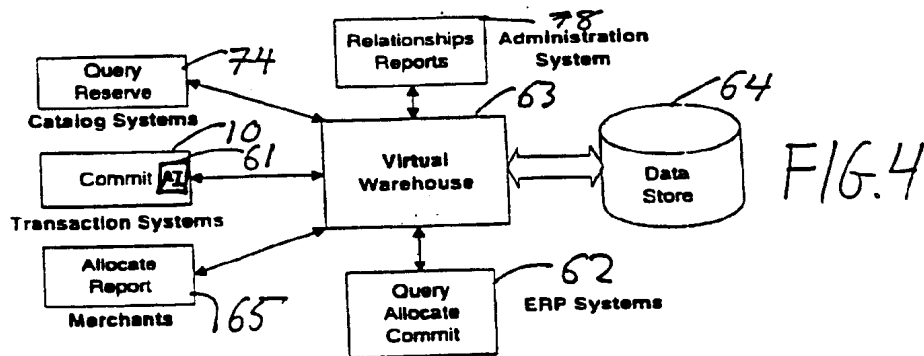 Query
Reserve
74
Catalog Systems
Relationships
Reports
78
Administration
System
10
61
Commit AI
Transaction Systems
63
Virtual
Warehouse
64
Data
Store
FIG.4
Allocate
Report
165
Merchants
62
Query
Allocate
Commit
ERP Systems